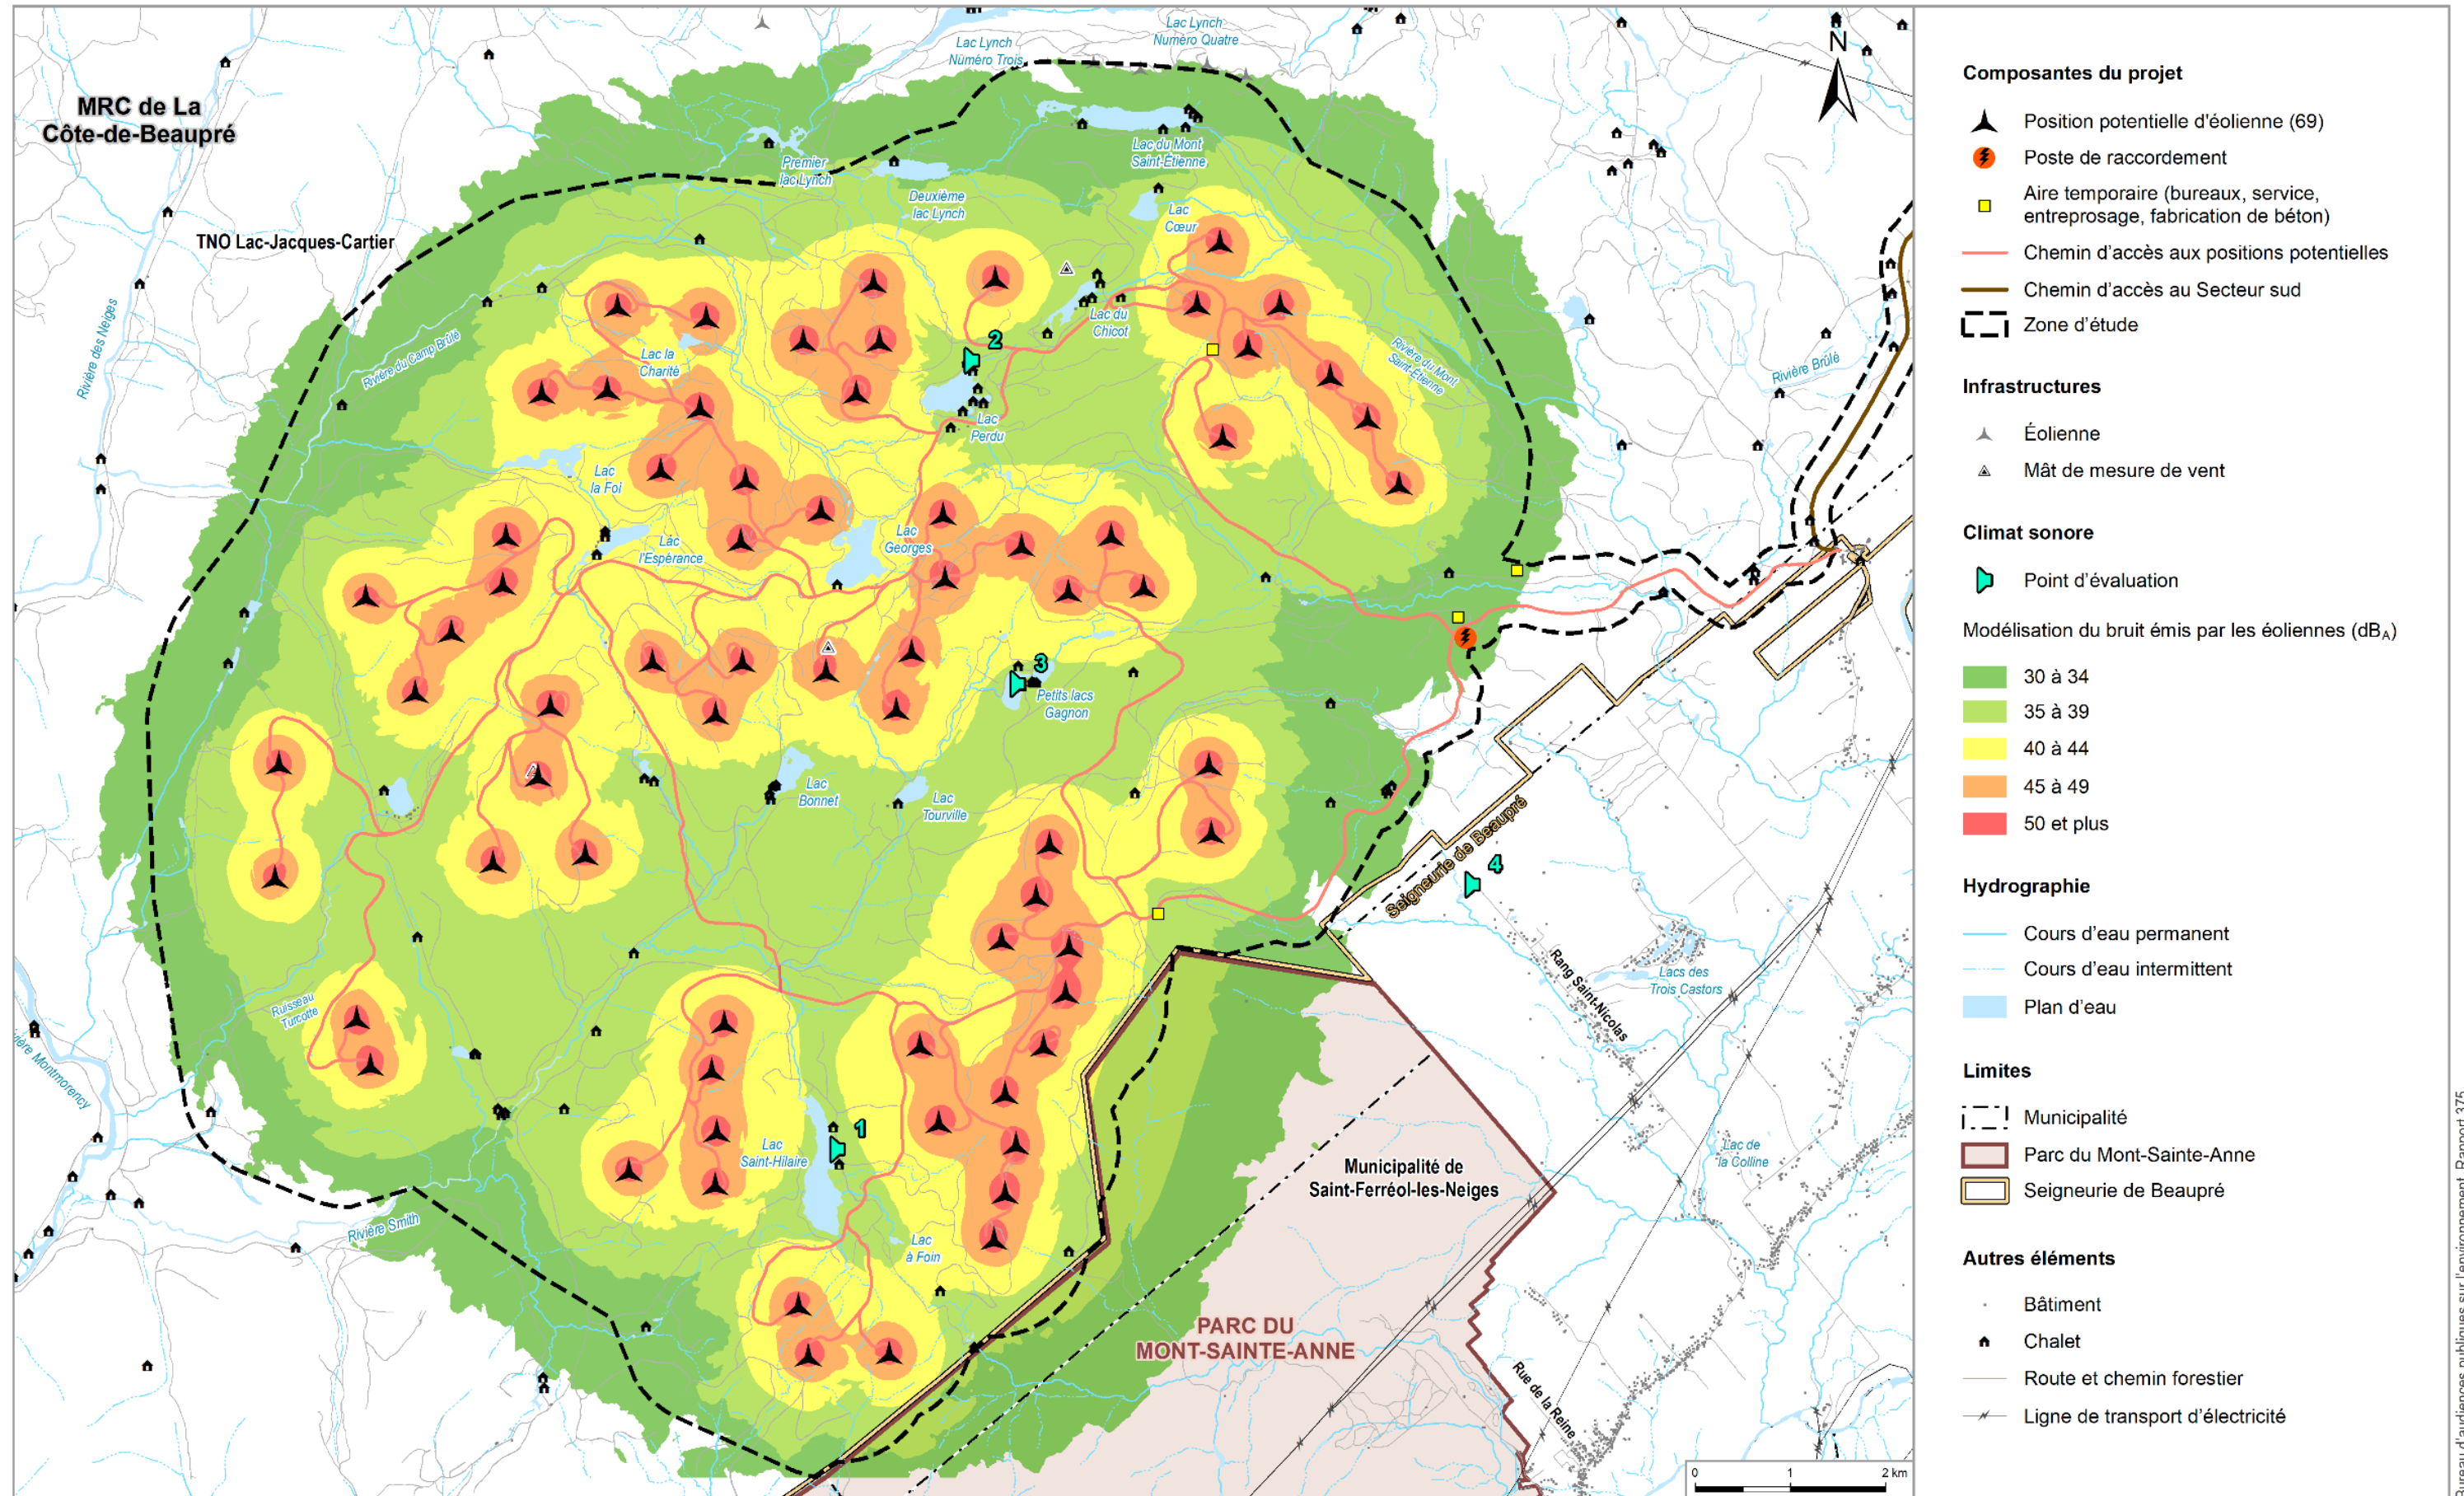 MRC de La
Côte-de-Beaupré
TNO Lac-Jacques-Cartier
Lac Lynch
Numéro Trois
Lac Lynch
Numéro Quatre
N
Premier
lac Lynch
Deuxième
lac Lynch
Lac du Mont
Saint-Étienne
Lac
Cœur
Rivière des Neiges
Rivière du Camp Brûlé
Lac la
Charité
2
Lac du
Chicot
Rivière du Mont
Saint-Étienne
Rivière Brûlé
Lac
Perdu
Lac
la Foi
Lac
l'Espérance
Lac
Georges
3
Petits lacs
Gagnon
Lac
Bonnet
Lac
Tourville
Seigneurie de Beaupré
4
Rang Saint-Nicolas
Lacs des
Trois Castors
Ruisseau
Turcotte
Montmorency
1
Lac
Saint-Hilaire
Lac de
la Colline
Municipalité de
Saint-Ferréol-les-Neiges
Rivière Smith
Lac
à Foin
PARC DU
MONT-SAINTE-ANNE
Rue de la Reine
0 1 2 km
Composantes du projet
Position potentielle d'éolienne (69)
Poste de raccordement
Aire temporaire (bureaux, service,
entreprosage, fabrication de béton)
Chemin d'accès aux positions potentielles
Chemin d'accès au Secteur sud
Zone d'étude
Infrastructures
Éolienne
Mât de mesure de vent
Climat sonore
Point d'évaluation
Modélisation du bruit émis par les éoliennes (dBA)
30 à 34
35 à 39
40 à 44
45 à 49
50 et plus
Hydrographie
Cours d'eau permanent
Cours d'eau intermittent
Plan d'eau
Limites
Municipalité
Parc du Mont-Sainte-Anne
Seigneurie de Beaupré
Autres éléments
Bâtiment
Chalet
Route et chemin forestier
Ligne de transport d'électricité
Bureau d'audiences publiques sur l'environnement, Rapport 375